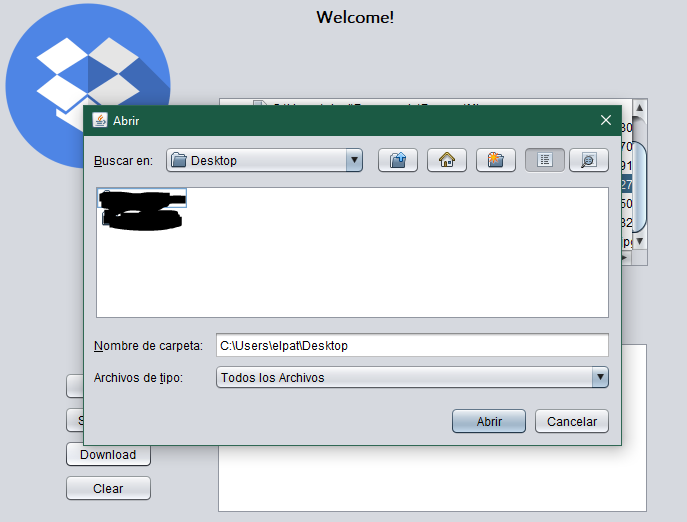 Welcome!
Abrir
Buscar en: Desktop
Nombre de carpeta: C:\Users\elpat\Desktop
Archivos de tipo: Todos los Archivos
Abrir Cancelar
Download
Clear